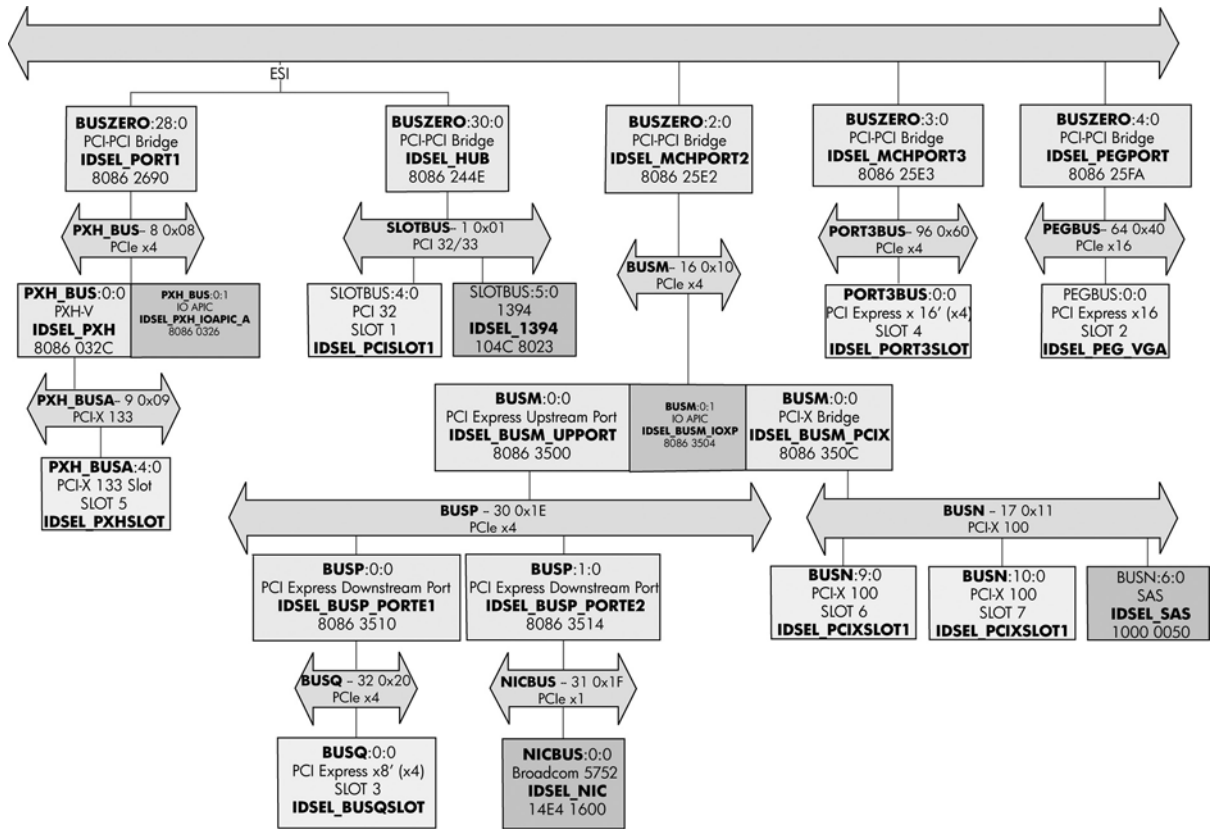 ESI
BUSZERO:28:0
PCI-PCI Bridge
IDSEL_PORT1
8086 2690
BUSZERO:30:0
PCI-PCI Bridge
IDSEL_HUB
8086 244E
BUSZERO:2:0
PCI-PCI Bridge
IDSEL_MCHPORT2
8086 25E2
BUSZERO:3:0
PCI-PCI Bridge
IDSEL_MCHPORT3
8086 25E3
BUSZERO:4:0
PCI-PCI Bridge
IDSEL_PEGPORT
8086 25FA
PXH_BUS– 8 0x08
PCIe x4
SLOTBUS– 1 0x01
PCI 32/33
BUSM– 16 0x10
PCIe x4
PORT3BUS– 96 0x60
PCIe x4
PEGBUS– 64 0x40
PCIe x16
PXH_BUS:0:0
PXH-V
IDSEL_PXH
8086 032C
PXH_BUS:0:1
IO APIC
IDSEL_PXH_IOAPIC_A
8086 0326
SLOTBUS:4:0
PCI 32
SLOT 1
IDSEL_PCISLOT1
SLOTBUS:5:0
1394
IDSEL_1394
104C 8023
PORT3BUS:0:0
PCI Express x 16' (x4)
SLOT 4
IDSEL_PORT3SLOT
PEGBUS:0:0
PCI Express x16
SLOT 2
IDSEL_PEG_VGA
PXH_BUSA– 9 0x09
PCI-X 133
BUSM:0:0
PCI Express Upstream Port
IDSEL_BUSM_UPPORT
8086 3500
BUSM:0:1
IO APIC
IDSEL_BUSM_IOXP
8086 3504
BUSM:0:0
PCI-X Bridge
IDSEL_BUSM_PCIX
8086 350C
PXH_BUSA:4:0
PCI-X 133 Slot
SLOT 5
IDSEL_PXHSLOT
BUSP – 30 0x1E
PCIe x4
BUSN – 17 0x11
PCI-X 100
BUSP:0:0
PCI Express Downstream Port
IDSEL_BUSP_PORTE1
8086 3510
BUSP:1:0
PCI Express Downstream Port
IDSEL_BUSP_PORTE2
8086 3514
BUSN:9:0
PCI-X 100
SLOT 6
IDSEL_PCIXSLOT1
BUSN:10:0
PCI-X 100
SLOT 7
IDSEL_PCIXSLOT1
BUSN:6:0
SAS
IDSEL_SAS
1000 0050
BUSQ – 32 0x20
PCIe x4
NICBUS – 31 0x1F
PCIe x1
BUSQ:0:0
PCI Express x8' (x4)
SLOT 3
IDSEL_BUSQSLOT
NICBUS:0:0
Broadcom 5752
IDSEL_NIC
14E4 1600